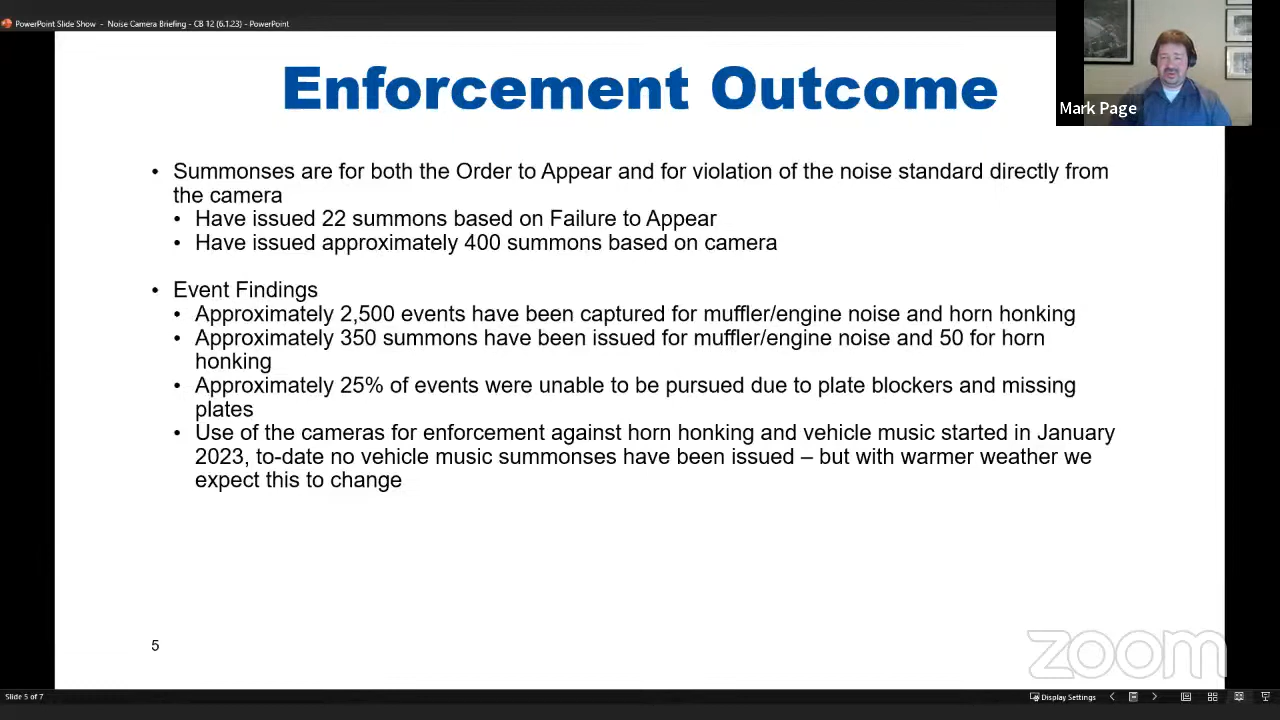 PowerPoint Slide Show - Noise Camera Briefing - CB 12 (6.1.23) - PowerPoint
Enforcement Outcome
Mark Page
• Summonses are for both the Order to Appear and for violation of the noise standard directly from
the camera
• Have issued 22 summons based on Failure to Appear
• Have issued approximately 400 summons based on camera
• Event Findings
• Approximately 2,500 events have been captured for muffler/engine noise and horn honking
• Approximately 350 summons have been issued for muffler/engine noise and 50 for horn
honking
• Approximately 25% of events were unable to be pursued due to plate blockers and missing
plates
• Use of the cameras for enforcement against horn honking and vehicle music started in January
2023, to-date no vehicle music summonses have been issued – but with warmer weather we
expect this to change
5
zoom
Slide 5 of 7
Display Settings